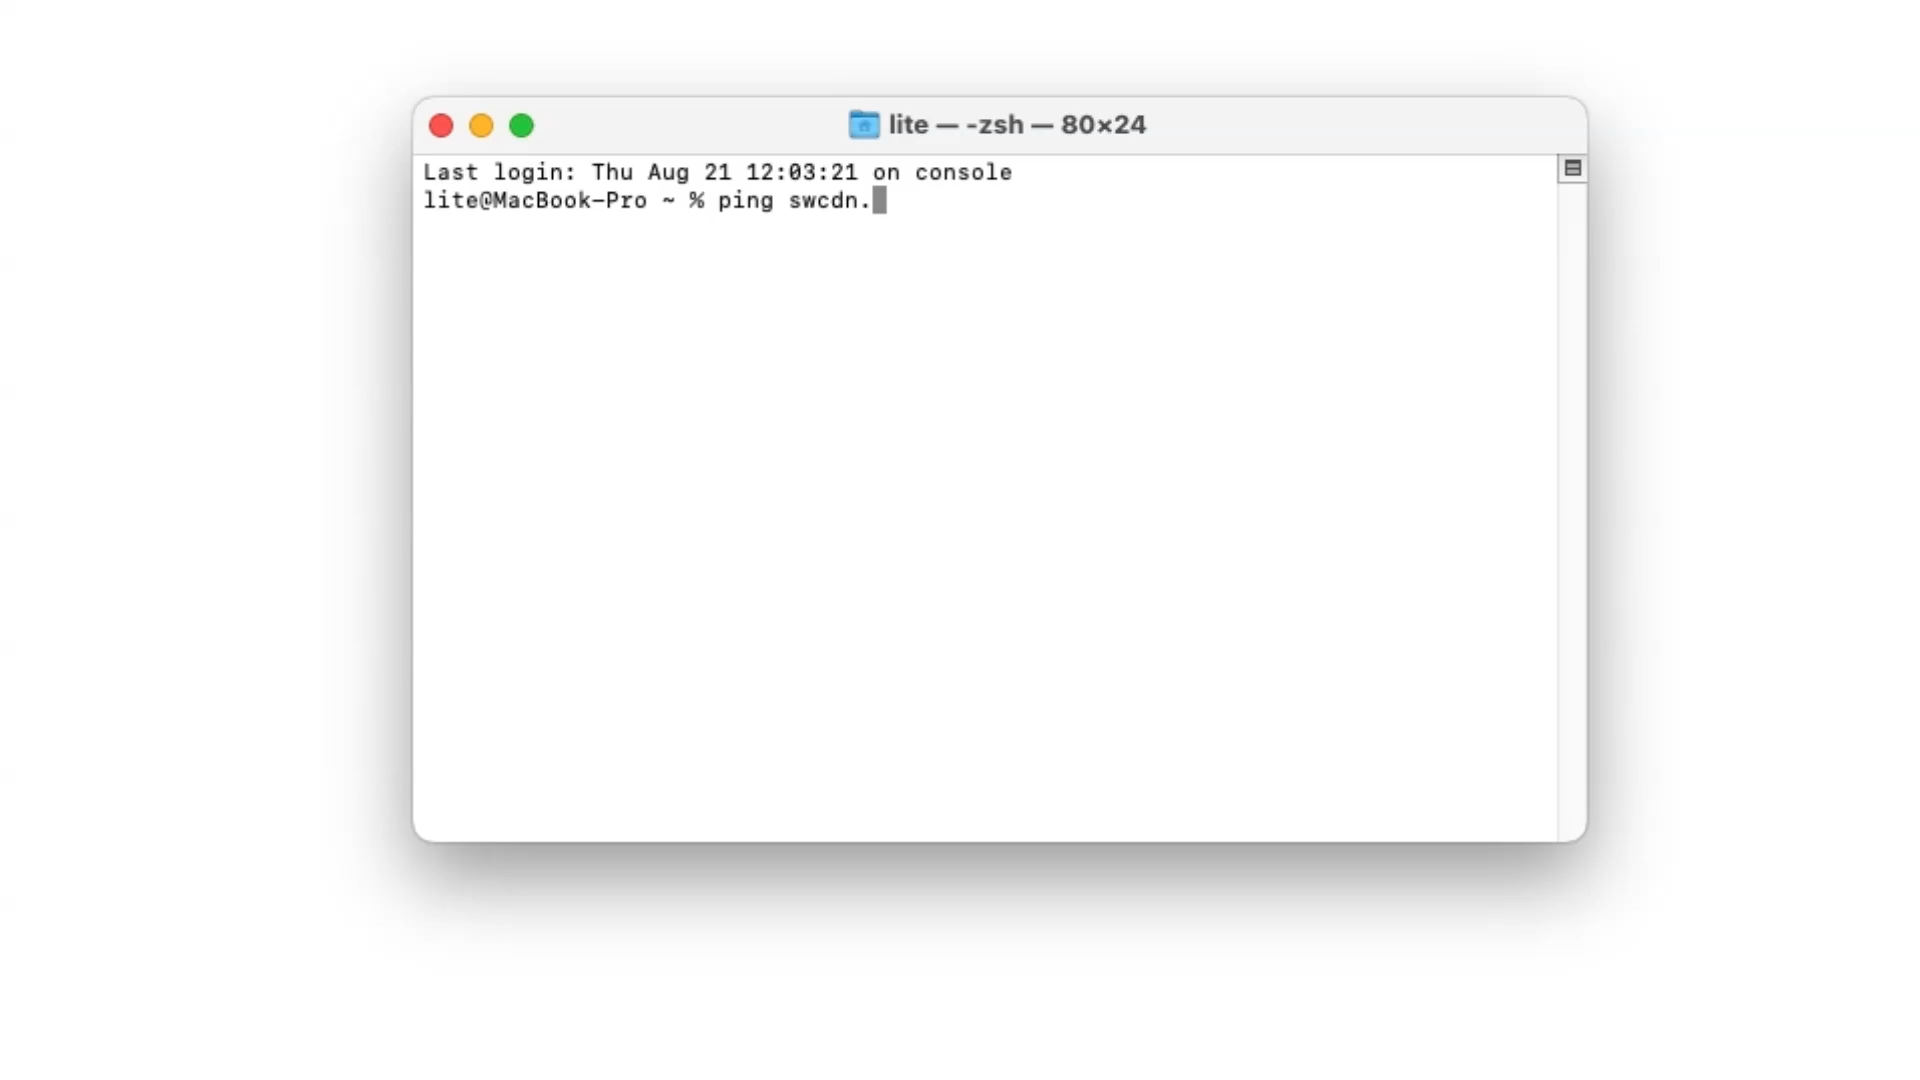 lite — -zsh — 80×24
Last login: Thu Aug 21 12:03:21 on console
lite@MacBook-Pro ~ % ping swcdn.